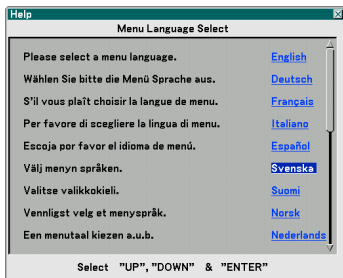 Help
Menu Language Select
Please select a menu language. English
Wählen Sie bitte die Menü Sprache aus. Deutsch
S'il vous plaît choisir la langue de menu. Français
Per favore di scegliere la lingua di menu. Italiano
Escoja por favor el idioma de menú. Español
Välj menyn språken. Svenska
Valitse valikkokieli. Suomi
Vennligst velg et menyspråk. Norsk
Een menutaal kiezen a.u.b. Nederlands
Select "UP", "DOWN" & "ENTER"